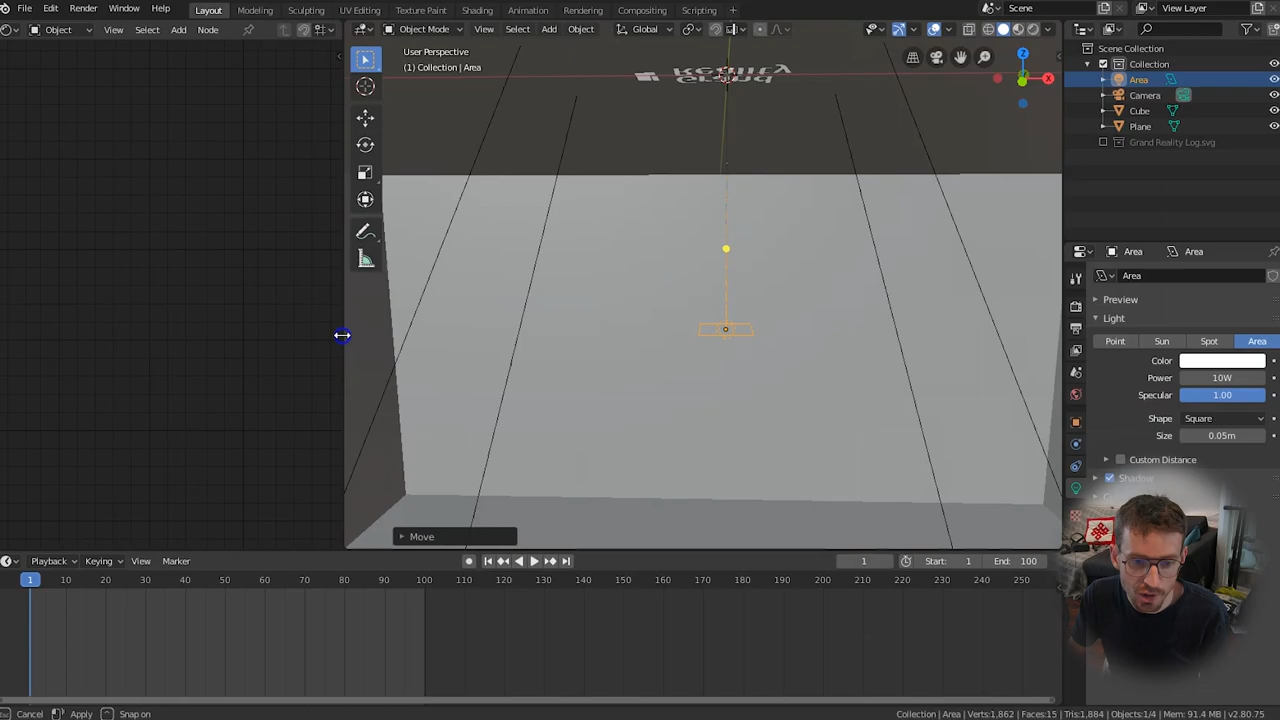 File Edit Render Window Help Layout Modeling Sculpting UV Editing Texture Paint Shading Animation Rendering Compositing Scripting + Scene View Layer
Object View Select Add Node Object Mode View Select Add Object Global
User Perspective
(1) Collection | Area
Reality
Grand
Z
X
Move
Scene Collection
Collection
Area
Camera
Cube
Plane
Grand Reality Log.svg
Area Area
Area
Preview
Light
Point Sun Spot Area
Color
Power 10W
Specular 1.00
Shape Square
Size 0.05m
Custom Distance
Shadow
Playback Keying View Marker 1 Start: 1 End: 100
1 10 20 30 40 50 60 70 80 90 100 110 120 130 140 150 160 170 180 190 200 210 220 230 240 250
Cancel Apply Snap on Collection | Area | Verts:1,862 | Faces:15 | Tris:1,884 | Objects:1/4 | Mem: 91.4 MB | v2.80.75